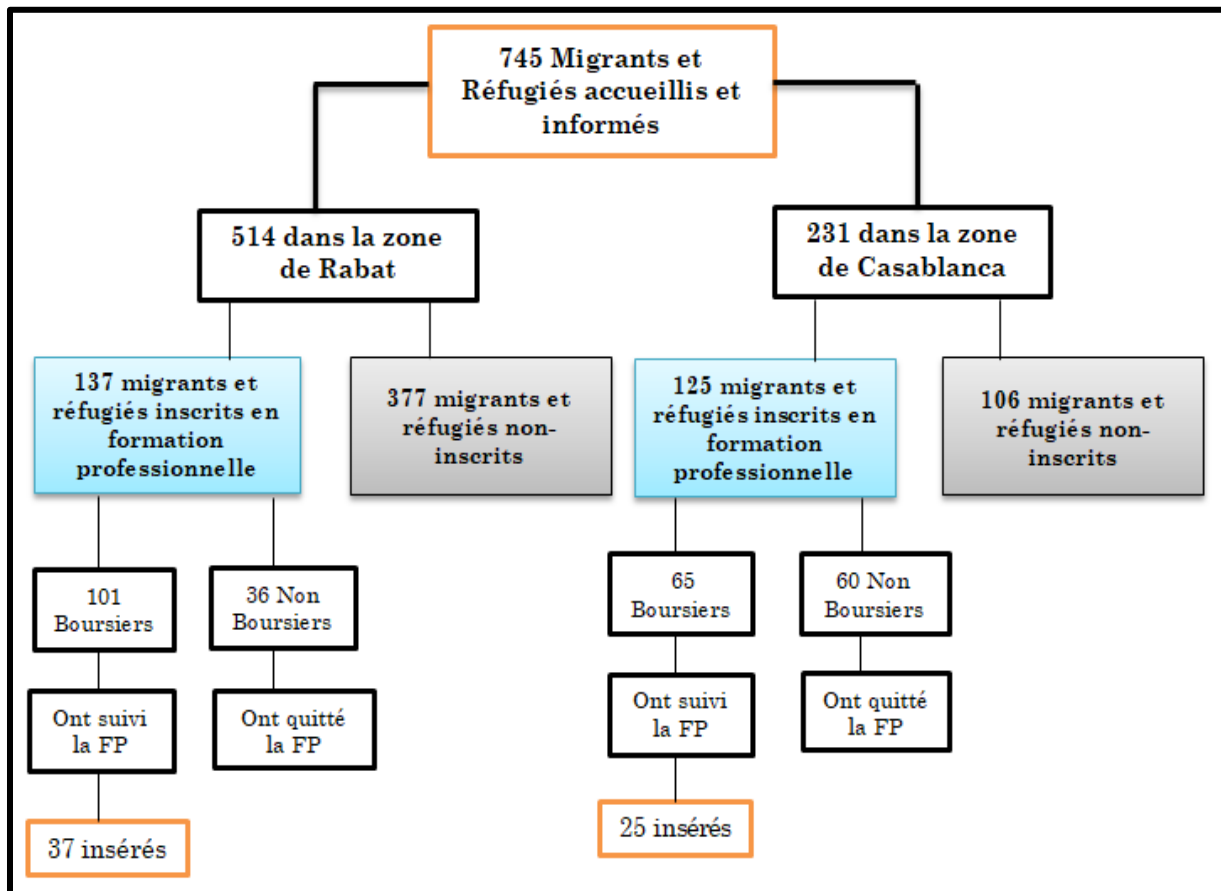 745 Migrants et
Réfugiés accueillis et
informés
514 dans la zone
de Rabat
231 dans la zone
de Casablanca
137 migrants et
réfugiés inscrits en
formation
professionnelle
377 migrants et
réfugiés non-
inscrits
125 migrants et
réfugiés inscrits en
formation
professionnelle
106 migrants et
réfugiés non-
inscrits
101
Boursiers
36 Non
Boursiers
65
Boursiers
60 Non
Boursiers
Ont suivi
la FP
Ont quitté
la FP
Ont suivi
la FP
Ont quitté
la FP
37 insérés
25 insérés